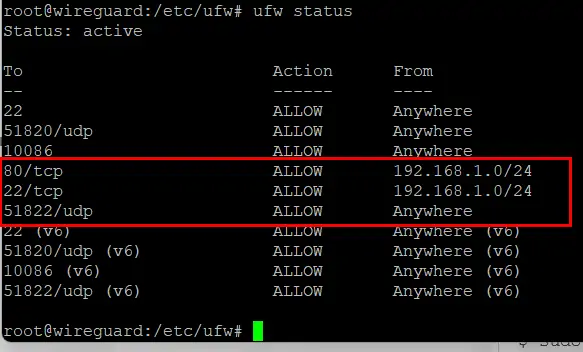 root@wireguard:/etc/ufw# ufw status
Status: active
To Action From
-- ------ ----
22 ALLOW Anywhere
51820/udp ALLOW Anywhere
10086 ALLOW Anywhere
80/tcp ALLOW 192.168.1.0/24
22/tcp ALLOW 192.168.1.0/24
51822/udp ALLOW Anywhere
22 (v6) ALLOW Anywhere (v6)
51820/udp (v6) ALLOW Anywhere (v6)
10086 (v6) ALLOW Anywhere (v6)
51822/udp (v6) ALLOW Anywhere (v6)
root@wireguard:/etc/ufw#